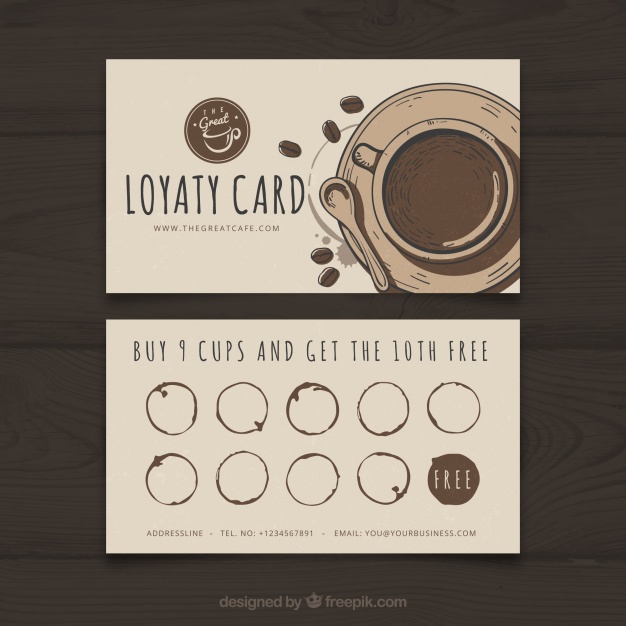 THE
Great
LOYATY CARD
WWW.THEGREATCAFE.COM
BUY 9 CUPS AND GET THE 10TH FREE
FREE
ADDRESSLINE - TEL. NO: +1234567891 - EMAIL: YOU@YOURBUSINESS.COM
designed by freepik.com